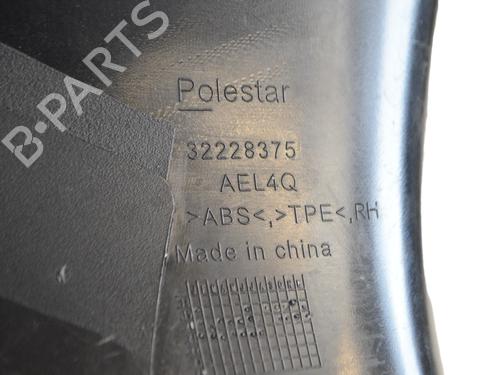 B-PARTS
Polestar
32228375
AEL4Q
>ABS<,>TPE<,RH
Made in china